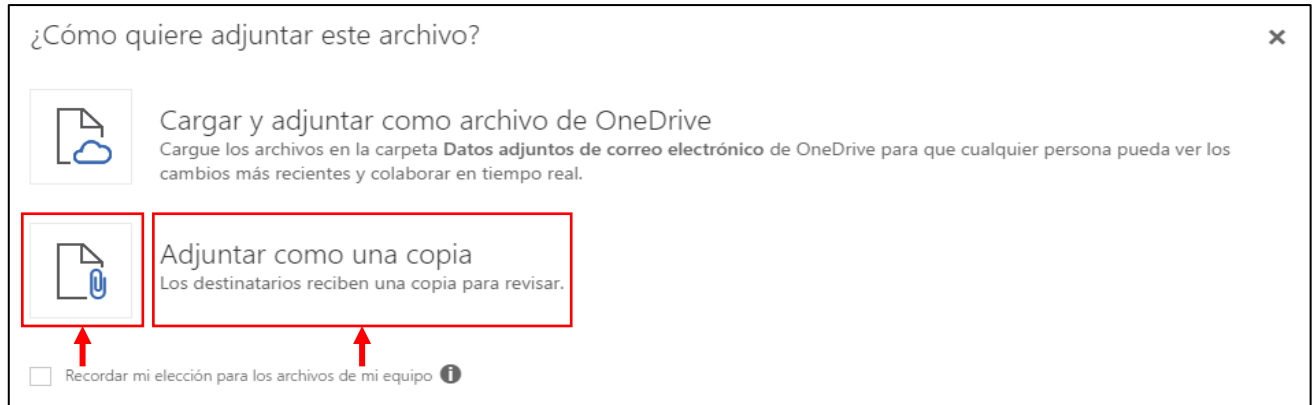 ¿Cómo quiere adjuntar este archivo?
Cargar y adjuntar como archivo de OneDrive
Cargue los archivos en la carpeta Datos adjuntos de correo electrónico de OneDrive para que cualquier persona pueda ver los
cambios más recientes y colaborar en tiempo real.
Adjuntar como una copia
Los destinatarios reciben una copia para revisar.
Recordar mi elección para los archivos de mi equipo